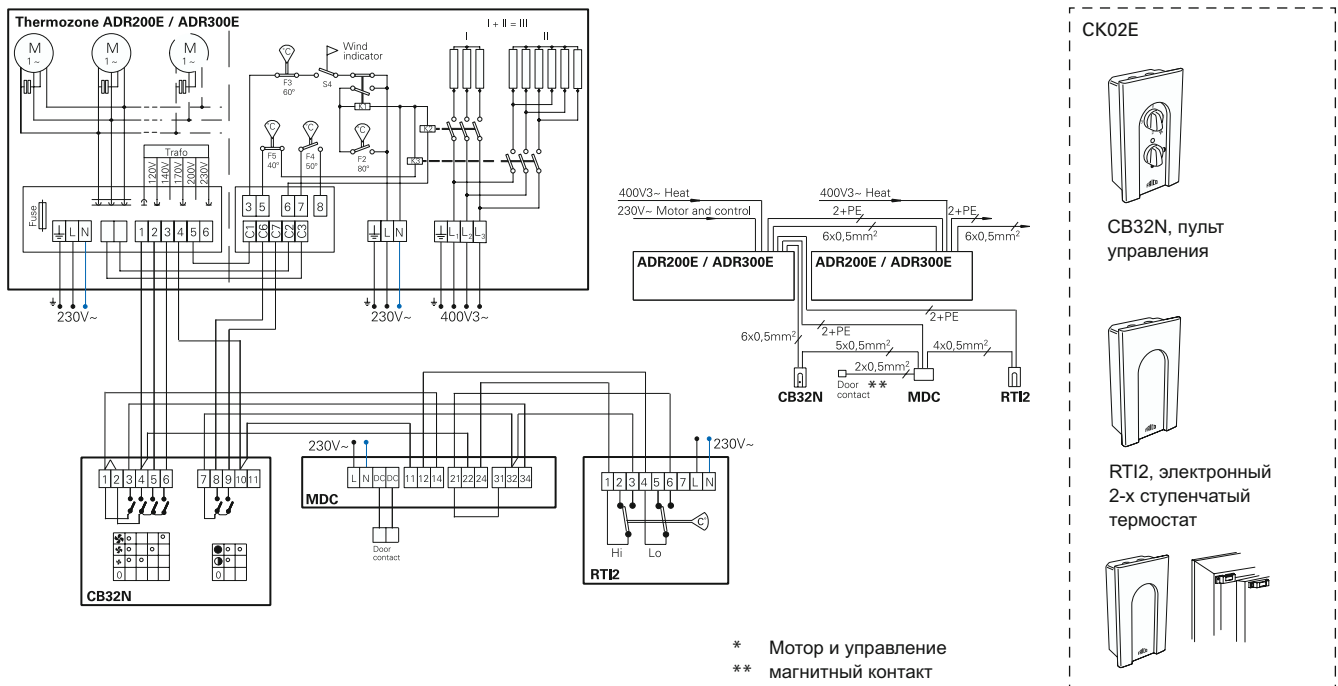 Thermozone ADR200E / ADR300E
I + II = III
M
1 ~
M
1 ~
M
1 ~
C
F3
60°
S4
Wind
indicator
I
II
K1
K2
K3
C
F5
40°
C
F4
50°
C
F2
80°
Trafo
120V
140V
170V
200V
230V
Fuse
L N
1 2 3 4 5 6
3 5 6 7 8
C1 C6 C7 C2 C3
L N
L1 L2 L3
230V~
230V~
400V3~
400V3~ Heat
230V~ Motor and control
400V3~ Heat
2+PE
6x0,5mm2
2+PE
6x0,5mm2
ADR200E / ADR300E
ADR200E / ADR300E
2+PE
2+PE
6x0,5mm2
5x0,5mm2
4x0,5mm2
2x0,5mm2
Door **
contact
CB32N
MDC
RTI2
1 2 3 4 5 6
7 8 9 10 11
0
0
CB32N
230V~
L N DC DC 11 12 14 21 22 24 31 32 34
MDC
Door
contact
230V~
1 2 3 4 5 6 7 L N
C°
Hi
Lo
RTI2
* Мотор и управление
** магнитный контакт
CK02E
CB32N, пульт
управления
RTI2, электронный
2-х ступенчатый
термостат